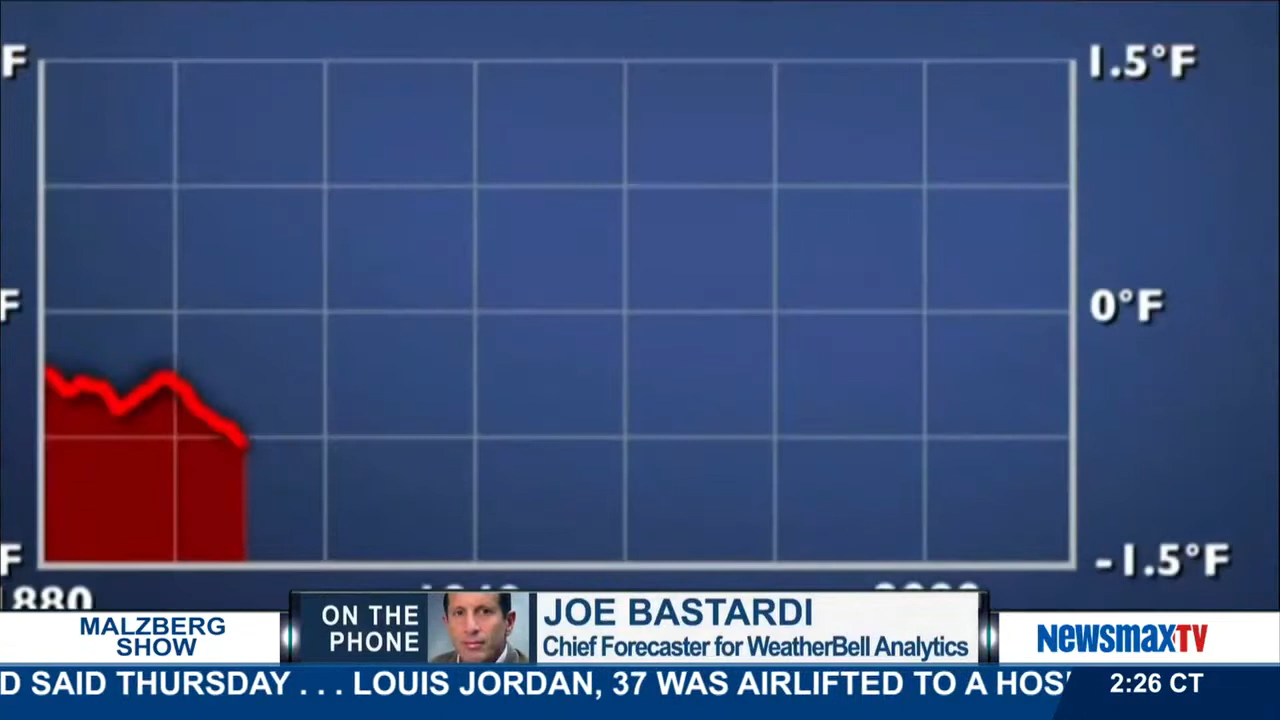 F
1.5°F
F
0°F
F
-1.5°F
1880
MALZBERG
SHOW
ON THE
PHONE
JOE BASTARDI
Chief Forecaster for WeatherBell Analytics
NEWSMAXTV
D SAID THURSDAY . . . LOUIS JORDAN, 37 WAS AIRLIFTED TO A HOS
2:26 CT